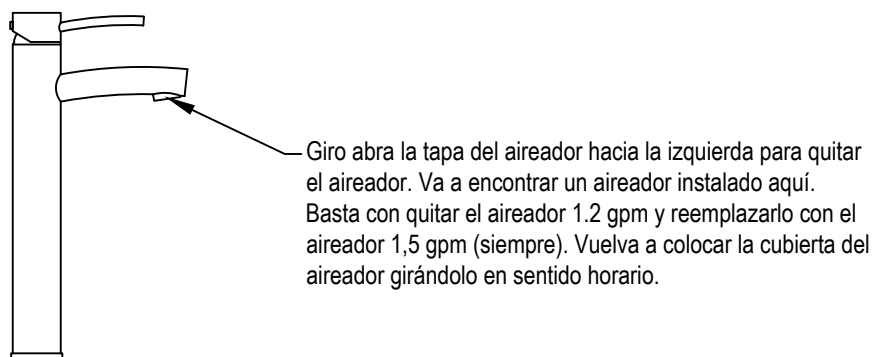 Giro abra la tapa del aireador hacia la izquierda para quitar
el aireador. Va a encontrar un aireador instalado aquí.
Basta con quitar el aireador 1.2 gpm y reemplazarlo con el
aireador 1,5 gpm (siempre). Vuelva a colocar la cubierta del
aireador girándolo en sentido horario.